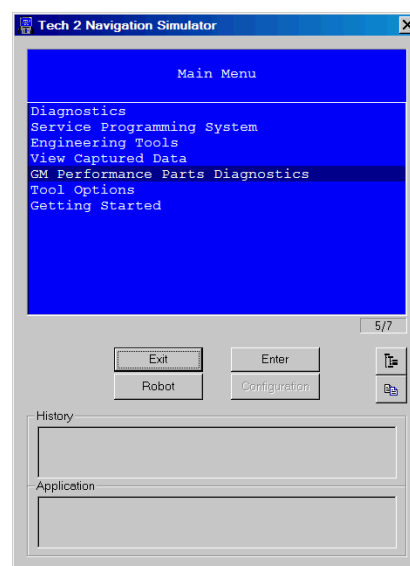 Tech 2 Navigation Simulator
Main Menu
Diagnostics
Service Programming System
Engineering Tools
View Captured Data
GM Performance Parts Diagnostics
Tool Options
Getting Started
5/7
Exit
Enter
Robot
Configuration
History
Application